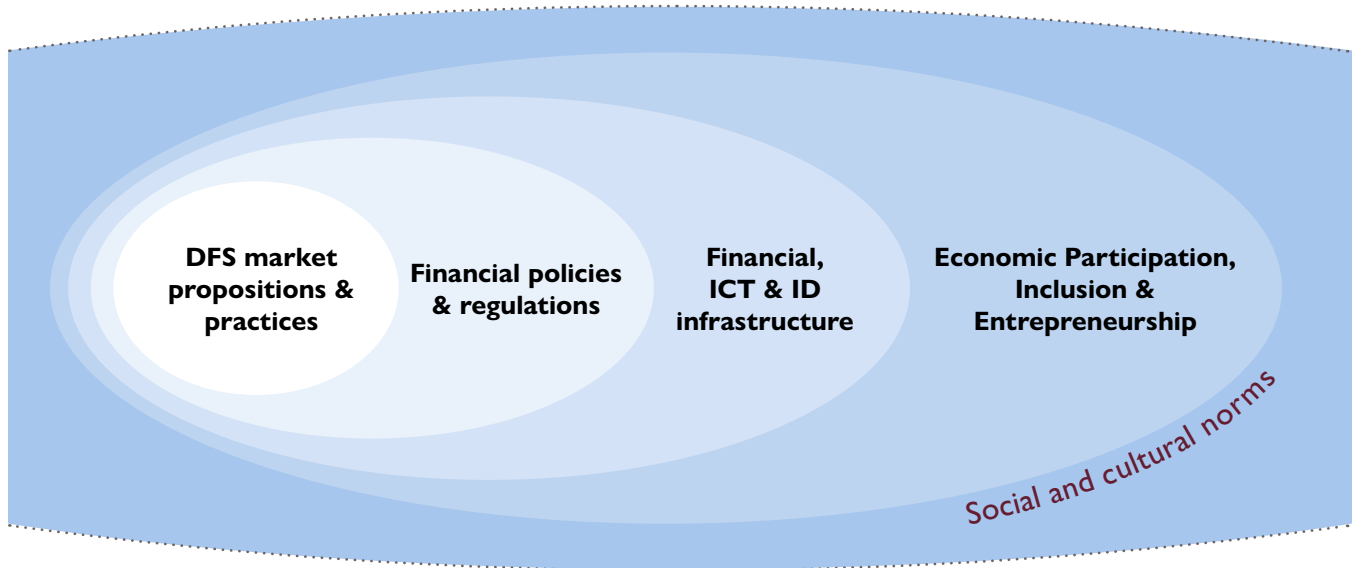 DFS market
propositions &
practices
Financial policies
& regulations
Financial,
ICT & ID
infrastructure
Economic Participation,
Inclusion &
Entrepreneurship
Social and cultural norms